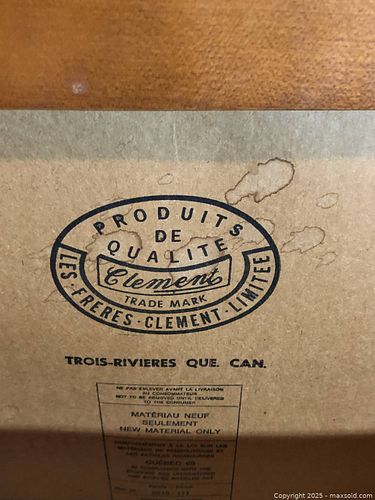 PRODUITS
DE
QUALITE
Clement
TRADE MARK
LES · FRERES · CLEMENT · LIMITEE
TROIS-RIVIERES QUE. CAN.
NE PAS ENLEVER AVANT LA LIVRAISON
AU CONSOMMATEUR
NOT TO BE REMOVED UNTIL DELIVERED
TO THE CONSUMER
MATÉRIAU NEUF
SEULEMENT
NEW MATERIAL ONLY
Copyright © 2025 - maxsold.com